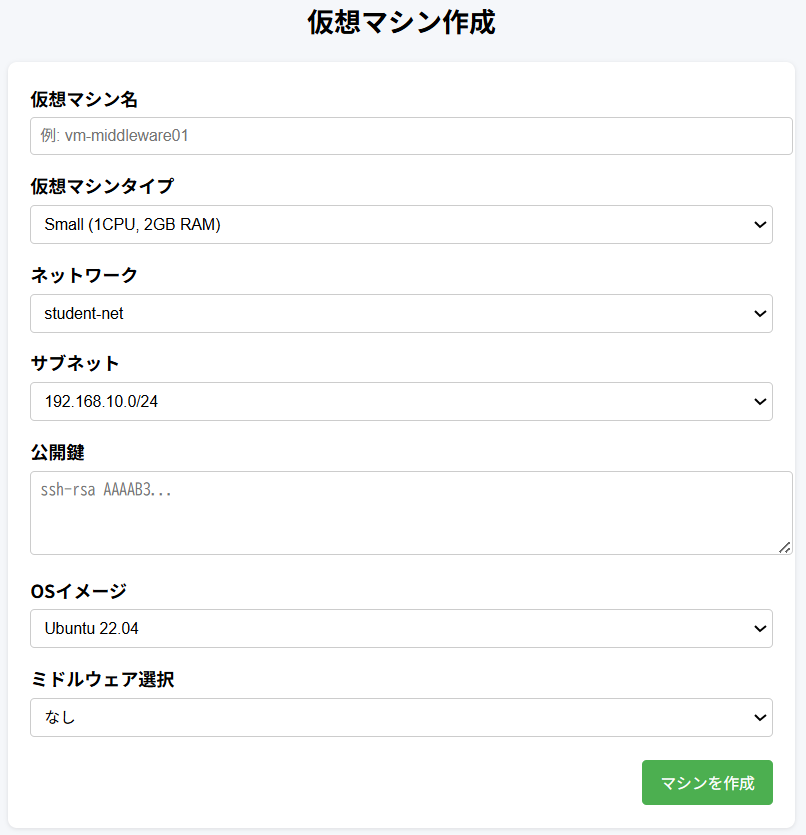 仮想マシン作成
仮想マシン名
例: vm-middleware01
仮想マシンタイプ
Small (1CPU, 2GB RAM)
ネットワーク
student-net
サブネット
192.168.10.0/24
公開鍵
ssh-rsa AAAAB3...
OSイメージ
Ubuntu 22.04
ミドルウェア選択
なし
マシンを作成